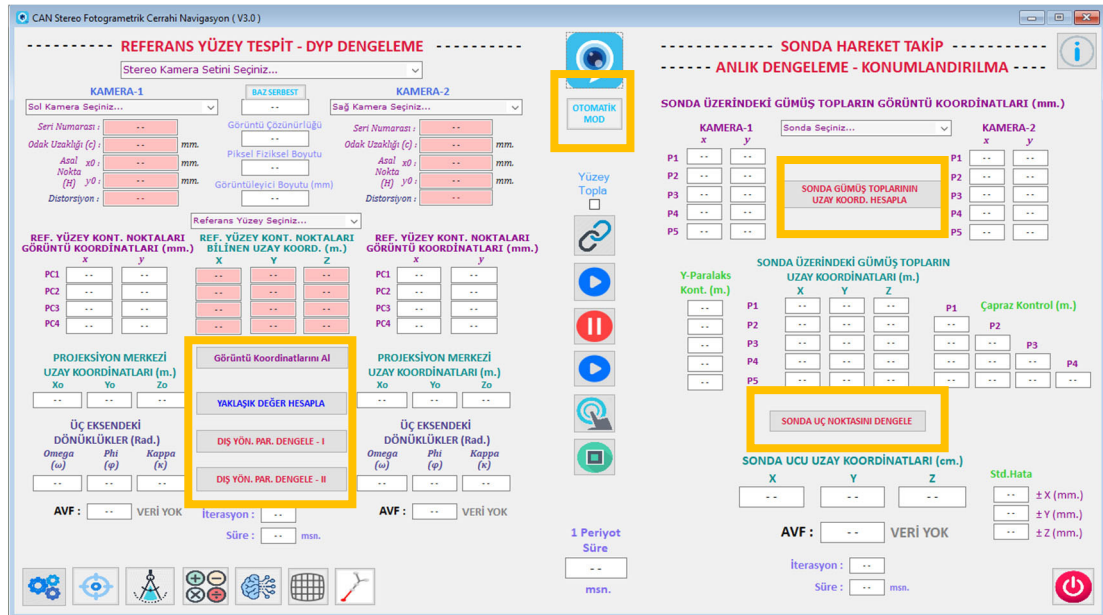 CAN Stereo Fotogrametrik Cerrahi Navigasyon ( V3.0 )
---------- REFERANS YÜZEY TESPİT - DYP DENGELEME ----------
Stereo Kamera Setini Seçiniz...
KAMERA-1
BAZ SERBEST
KAMERA-2
Sol Kamera Seçiniz...
--
Sağ Kamera Seçiniz...
Seri Numarası : --
Görüntü Çözünürlüğü
Seri Numarası : --
Odak Uzaklığı (c) : -- mm.
--
Odak Uzaklığı (c) : -- mm.
Piksel Fiziksel Boyutu
Asal Nokta (H) x0 : -- mm.
--
Asal Nokta (H) x0 : -- mm.
y0 : --
Görüntüleyici Boyutu (mm)
y0 : -- mm.
Distorsiyon : --
--
Distorsiyon : --
Referans Yüzey Seçiniz...
REF. YÜZEY KONT. NOKTALARI
GÖRÜNTÜ KOORDİNATLARI (mm.)
x y
PC1 -- --
PC2 -- --
PC3 -- --
PC4 -- --
REF. YÜZEY KONT. NOKTALARI
BİLİNEN UZAY KOORD. (m.)
X Y Z
-- -- --
-- -- --
-- -- --
-- -- --
REF. YÜZEY KONT. NOKTALARI
GÖRÜNTÜ KOORDİNATLARI (mm.)
x y
PC1 -- --
PC2 -- --
PC3 -- --
PC4 -- --
PROJEKSİYON MERKEZİ
UZAY KOORDİNATLARI (m.)
Xo Yo Zo
-- -- --
ÜÇ EKSENDEKİ
DÖNÜKLÜKLER (Rad.)
Omega Phi Kappa
(ω) (φ) (κ)
-- -- --
AVF : -- VERİ YOK
Görüntü Koordinatlarını Al
YAKLAŞIK DEĞER HESAPLA
DIŞ YÖN. PAR. DENGELE - I
DIŞ YÖN. PAR. DENGELE - II
İterasyon : --
Süre : -- msn.
PROJEKSİYON MERKEZİ
UZAY KOORDİNATLARI (m.)
Xo Yo Zo
-- -- --
ÜÇ EKSENDEKİ
DÖNÜKLÜKLER (Rad.)
Omega Phi Kappa
(ω) (φ) (κ)
-- -- --
AVF : -- VERİ YOK
OTOMATİK
MOD
Yüzey
Topla
1 Periyot
Süre
--
msn.
------------ SONDA HAREKET TAKİP ----------
------ ANLIK DENGELEME - KONUMLANDIRILMA ----
i
SONDA ÜZERİNDEKİ GÜMÜŞ TOPLARIN GÖRÜNTÜ KOORDİNATLARI (mm.)
KAMERA-1
x y
P1 -- --
P2 -- --
P3 -- --
P4 -- --
P5 -- --
Sonda Seçiniz...
SONDA GÜMÜŞ TOPLARININ
UZAY KOORD. HESAPLA
KAMERA-2
x y
P1 -- --
P2 -- --
P3 -- --
P4 -- --
P5 -- --
Y-Paralaks
Kont. (m.)
--
--
--
--
--
SONDA ÜZERİNDEKİ GÜMÜŞ TOPLARIN
UZAY KOORDİNATLARI (m.)
X Y Z
P1 -- -- --
P2 -- -- --
P3 -- -- --
P4 -- -- --
P5 -- -- --
Çapraz Kontrol (m.)
P1
-- P2
-- -- P3
-- -- -- P4
-- -- -- --
SONDA UÇ NOKTASINI DENGELE
SONDA UCU UZAY KOORDİNATLARI (cm.)
X Y Z
-- -- --
Std.Hata
-- ± X (mm.)
-- ± Y (mm.)
-- ± Z (mm.)
AVF : -- VERİ YOK
İterasyon : --
Süre : -- msn.